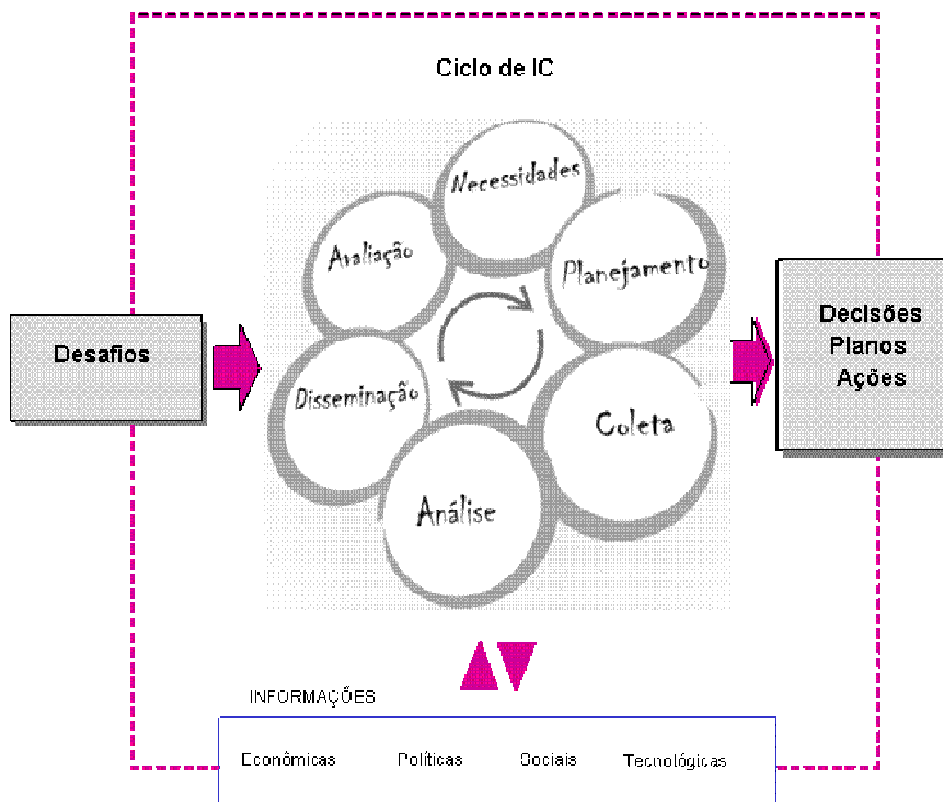 Ciclo de IC
Necessidades
Planejamento
Coleta
Análise
Disseminação
Avaliação
Desafios
Decisões
Planos
Ações
INFORMAÇÕES
Econômicas
Políticas
Sociais
Tecnológicas